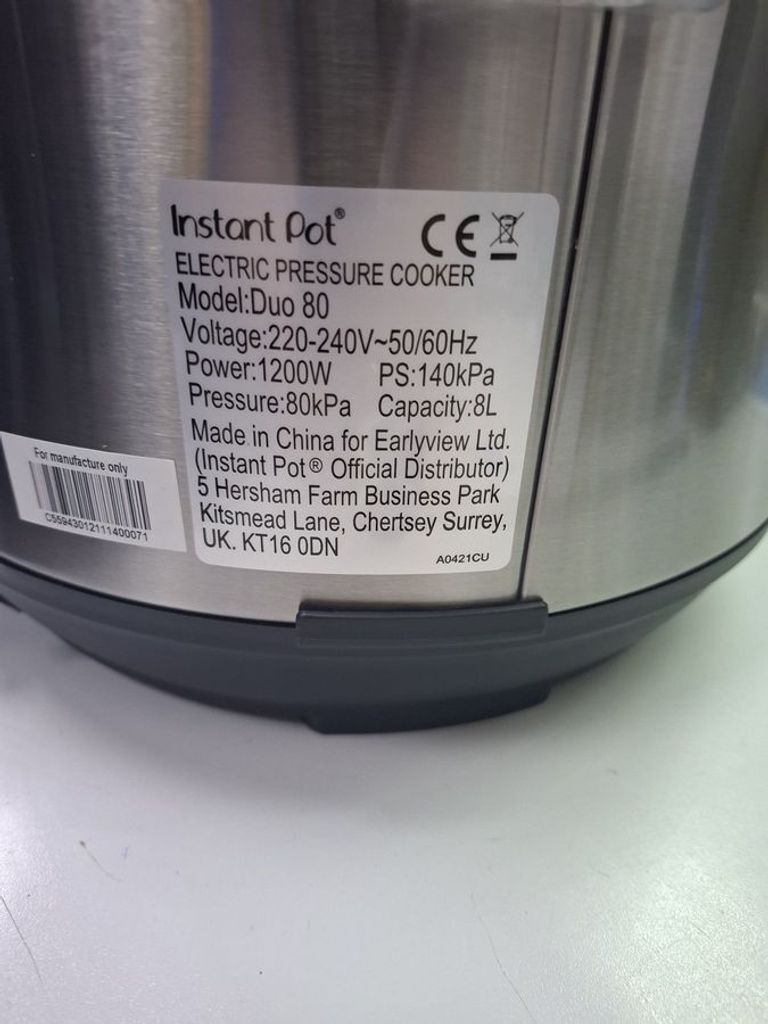 Instant Pot®
CE
ELECTRIC PRESSURE COOKER
Model:Duo 80
Voltage:220-240V~50/60Hz
Power:1200W PS:140kPa
Pressure:80kPa Capacity:8L
Made in China for Earlyview Ltd.
(Instant Pot® Official Distributor)
5 Hersham Farm Business Park
Kitsmead Lane, Chertsey Surrey,
UK. KT16 0DN
A0421CU
For manufacture only
C55943012111400071